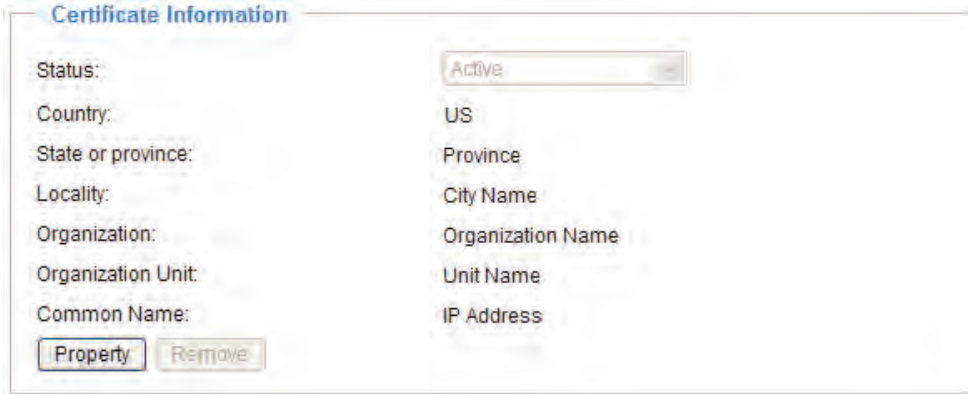 Certificate Information
Status: Active
Country: US
State or province: Province
Locality: City Name
Organization: Organization Name
Organization Unit: Unit Name
Common Name: IP Address
Property Remove